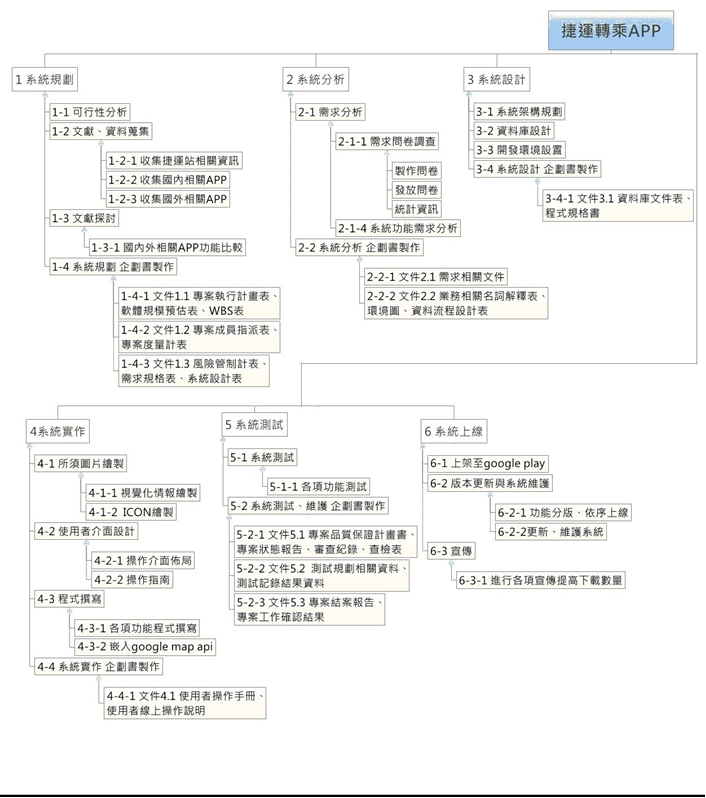 捷運轉乘APP
1 系統規劃
1-1 可行性分析
1-2 文獻、資料蒐集
1-2-1 收集捷運站相關資訊
1-2-2 收集國內相關APP
1-2-3 收集國外相關APP
1-3 文獻探討
1-3-1 國內外相關APP功能比較
1-4 系統規劃 企劃書製作
1-4-1 文件1.1 專案執行計畫表、
軟體規模預估表、WBS表
1-4-2 文件1.2 專案成員指派表、
專案度量計表
1-4-3 文件1.3 風險管制計表、
需求規格表、系統設計表
2 系統分析
2-1 需求分析
2-1-1 需求問卷調查
製作問卷
發放問卷
統計資訊
2-1-4 系統功能需求分析
2-2 系統分析 企劃書製作
2-2-1 文件2.1 需求相關文件
2-2-2 文件2.2 業務相關名詞解釋表、
環境圖、資料流程設計表
3 系統設計
3-1 系統架構規劃
3-2 資料庫設計
3-3 開發環境設置
3-4 系統設計 企劃書製作
3-4-1 文件3.1 資料庫文件表、
程式規格書
4系統實作
4-1 所須圖片繪製
4-1-1 視覺化情報繪製
4-1-2 ICON繪製
4-2 使用者介面設計
4-2-1 操作介面佈局
4-2-2 操作指南
4-3 程式撰寫
4-3-1 各項功能程式撰寫
4-3-2 嵌入google map api
4-4 系統實作 企劃書製作
4-4-1 文件4.1 使用者操作手冊、
使用者線上操作說明
5 系統測試
5-1 系統測試
5-1-1 各項功能測試
5-2 系統測試、維護 企劃書製作
5-2-1 文件5.1 專案品質保證計畫書、
專案狀態報告、審查紀錄、查檢表
5-2-2 文件5.2 測試規劃相關資料、
測試記錄結果資料
5-2-3 文件5.3 專案結案報告、
專案工作確認結果
6 系統上線
6-1 上架至google play
6-2 版本更新與系統維護
6-2-1 功能分版、依序上線
6-2-2更新、維護系統
6-3 宣傳
6-3-1 進行各項宣傳提高下載數量